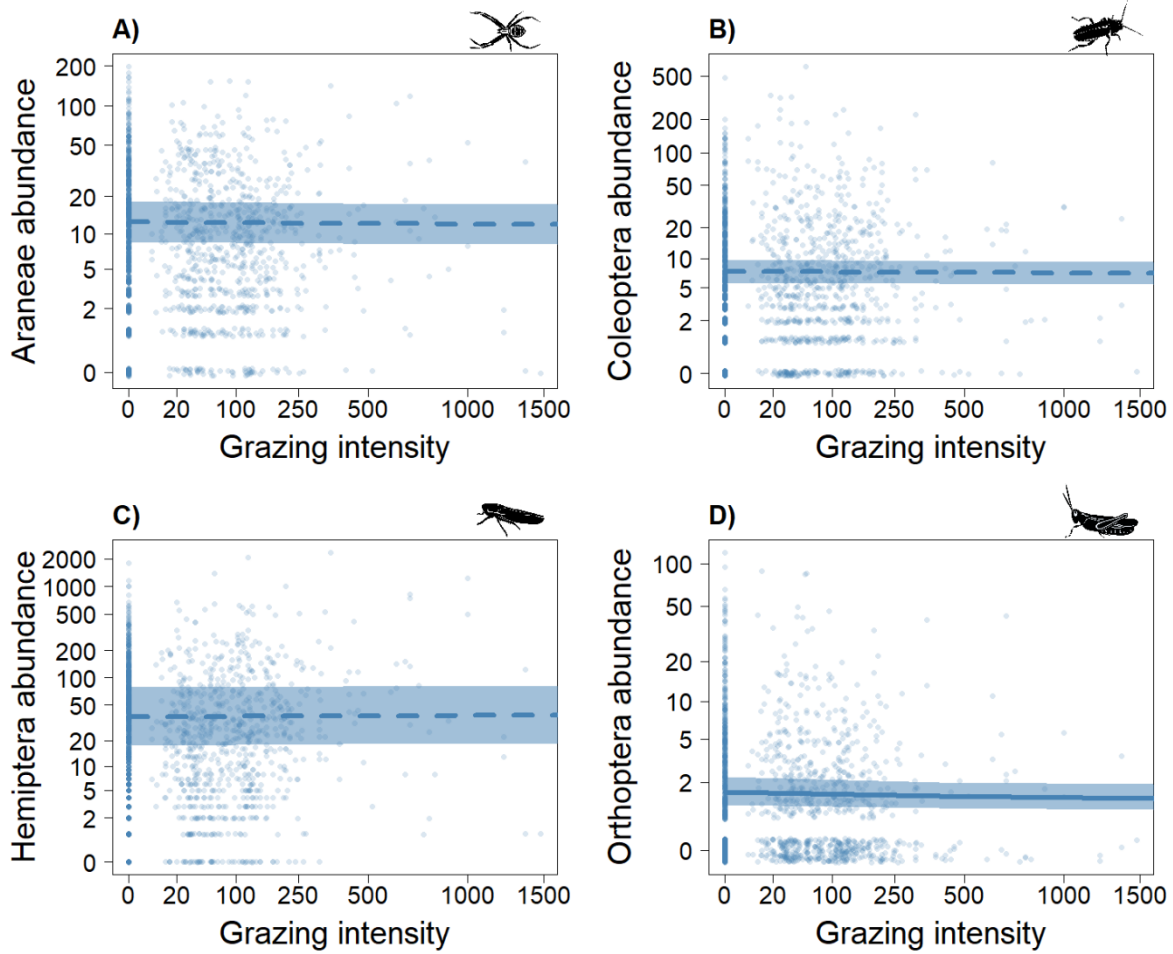 A)
Araneae abundance
200
100
50
20
10
5
2
0
0 20 100 250 500 1000 1500
Grazing intensity
B)
Coleoptera abundance
500
200
100
50
20
10
5
2
0
0 20 100 250 500 1000 1500
Grazing intensity
C)
Hemiptera abundance
2000
1000
500
200
100
50
20
10
5
2
0
0 20 100 250 500 1000 1500
Grazing intensity
D)
Orthoptera abundance
100
50
20
10
5
2
0
0 20 100 250 500 1000 1500
Grazing intensity